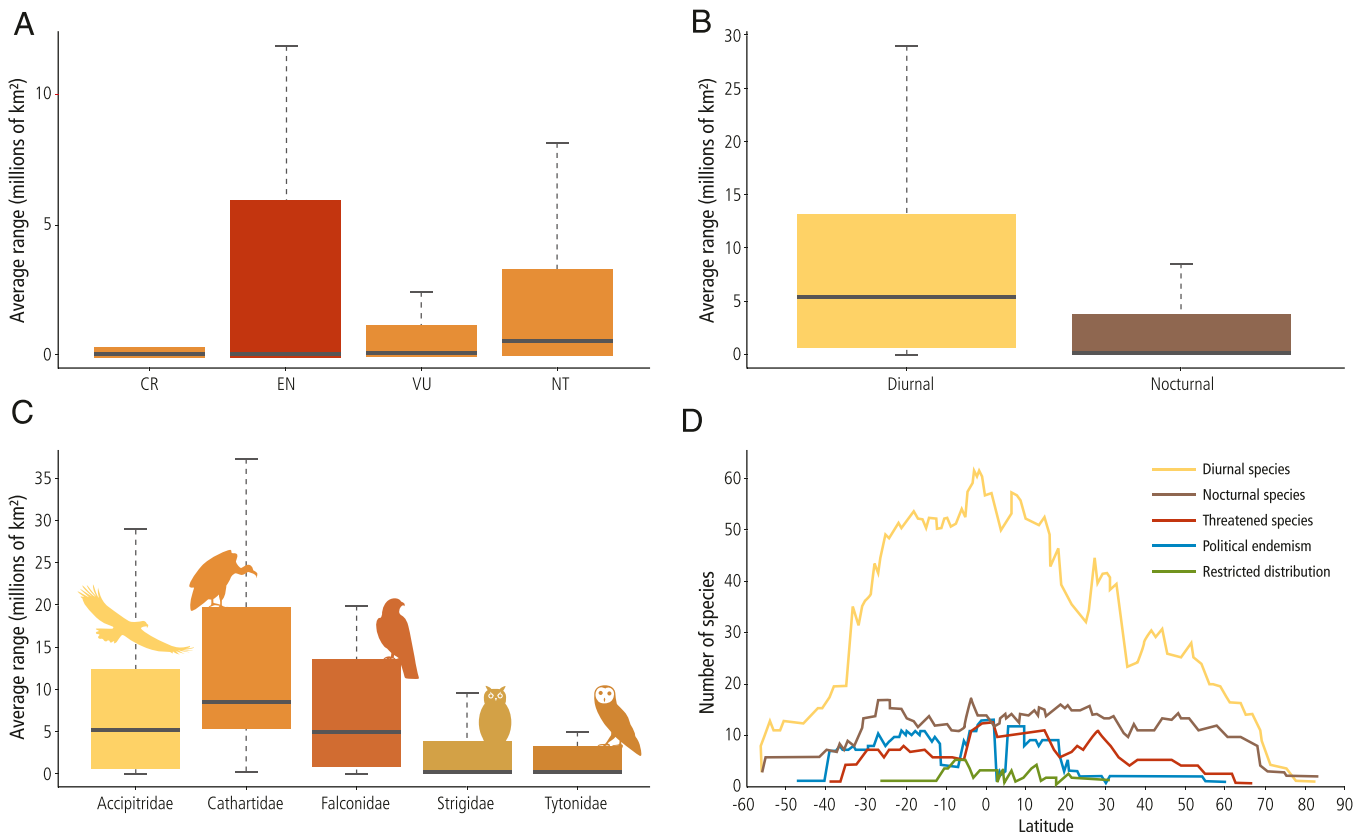 A
Average range (millions of km²)
10
5
0
CR EN VU NT
B
Average range (millions of km²)
30
25
20
15
10
5
0
Diurnal Nocturnal
C
Average range (millions of km²)
35
30
25
20
15
10
5
0
Accipitridae Cathartidae Falconidae Strigidae Tytonidae
D
Number of species
60
50
40
30
20
10
0
-60 -50 -40 -30 -20 -10 0 10 20 30 40 50 60 70 80 90
Latitude
Diurnal species
Nocturnal species
Threatened species
Political endemism
Restricted distribution